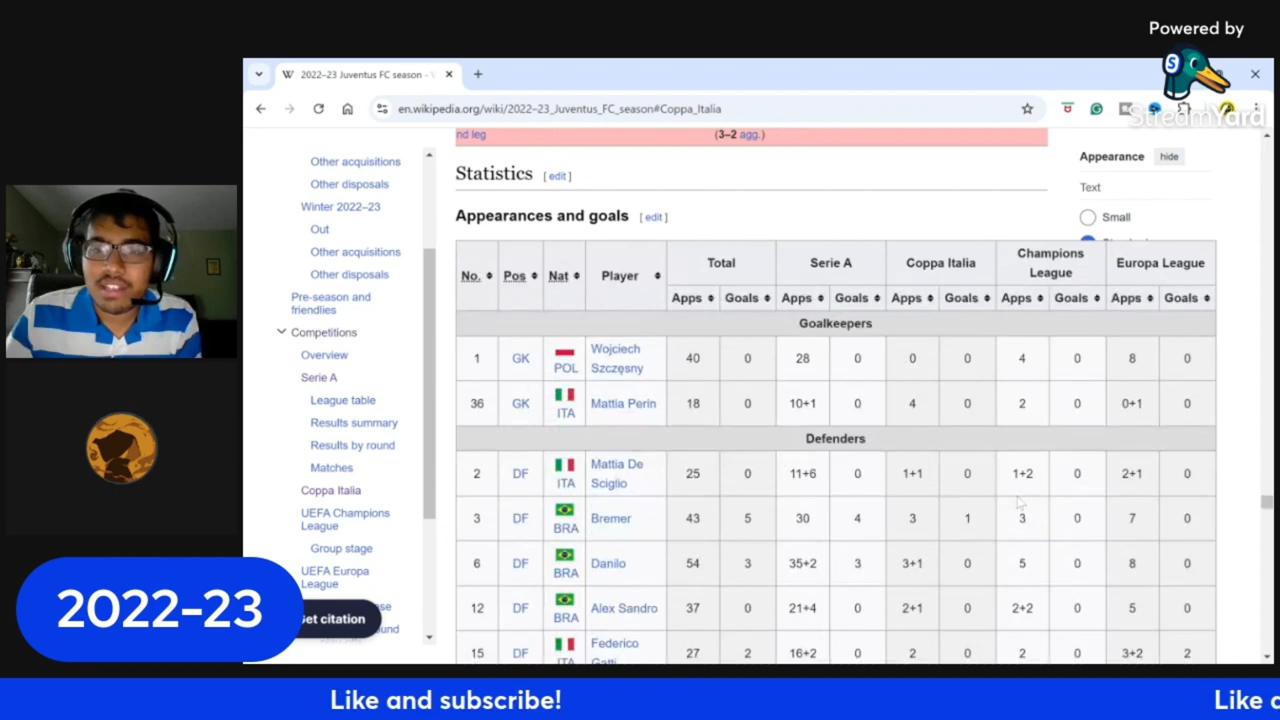 Powered by
StreamYard
2022–23 Juventus FC season -
en.wikipedia.org/wiki/2022–23_Juventus_FC_season#Coppa_Italia
nd leg (3–2 agg.)
Other acquisitions
Other disposals
Winter 2022–23
Out
Other acquisitions
Other disposals
Pre-season and
friendlies
Competitions
Overview
Serie A
League table
Results summary
Results by round
Matches
Coppa Italia
UEFA Champions
League
Group stage
UEFA Europa
League
Get citation
Statistics [ edit ]
Appearances and goals [ edit ]
Appearance hide
Text
Small
No. Pos Nat Player Total Serie A Coppa Italia Champions League Europa League
Apps Goals Apps Goals Apps Goals Apps Goals Apps Goals
Goalkeepers
1 GK POL Wojciech Szczęsny 40 0 28 0 0 0 4 0 8 0
36 GK ITA Mattia Perin 18 0 10+1 0 4 0 2 0 0+1 0
Defenders
2 DF ITA Mattia De Sciglio 25 0 11+6 0 1+1 0 1+2 0 2+1 0
3 DF BRA Bremer 43 5 30 4 3 1 3 0 7 0
6 DF BRA Danilo 54 3 35+2 3 3+1 0 5 0 8 0
12 DF BRA Alex Sandro 37 0 21+4 0 2+1 0 2+2 0 5 0
15 DF ITA Federico Gatti 27 2 16+2 0 2 0 2 0 3+2 2
2022-23
Like and subscribe!
Like